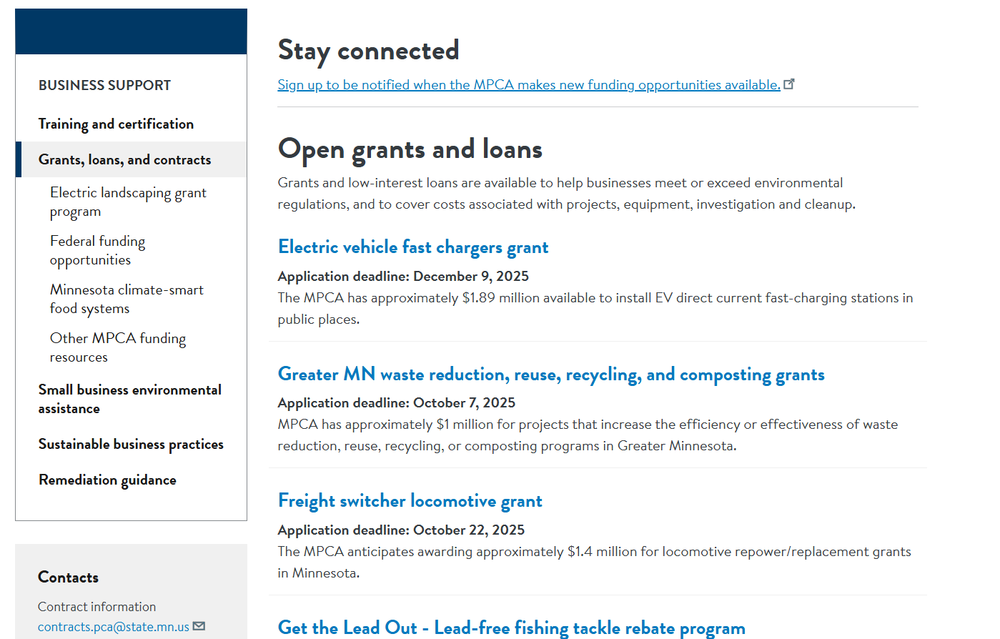 BUSINESS SUPPORT
Training and certification
Grants, loans, and contracts
Electric landscaping grant
program
Federal funding
opportunities
Minnesota climate-smart
food systems
Other MPCA funding
resources
Small business environmental
assistance
Sustainable business practices
Remediation guidance
Contacts
Contract information
contracts.pca@state.mn.us
Stay connected
Sign up to be notified when the MPCA makes new funding opportunities available.
Open grants and loans
Grants and low-interest loans are available to help businesses meet or exceed environmental
regulations, and to cover costs associated with projects, equipment, investigation and cleanup.
Electric vehicle fast chargers grant
Application deadline: December 9, 2025
The MPCA has approximately $1.89 million available to install EV direct current fast-charging stations in
public places.
Greater MN waste reduction, reuse, recycling, and composting grants
Application deadline: October 7, 2025
MPCA has approximately $1 million for projects that increase the efficiency or effectiveness of waste
reduction, reuse, recycling, or composting programs in Greater Minnesota.
Freight switcher locomotive grant
Application deadline: October 22, 2025
The MPCA anticipates awarding approximately $1.4 million for locomotive repower/replacement grants
in Minnesota.
Get the Lead Out - Lead-free fishing tackle rebate program